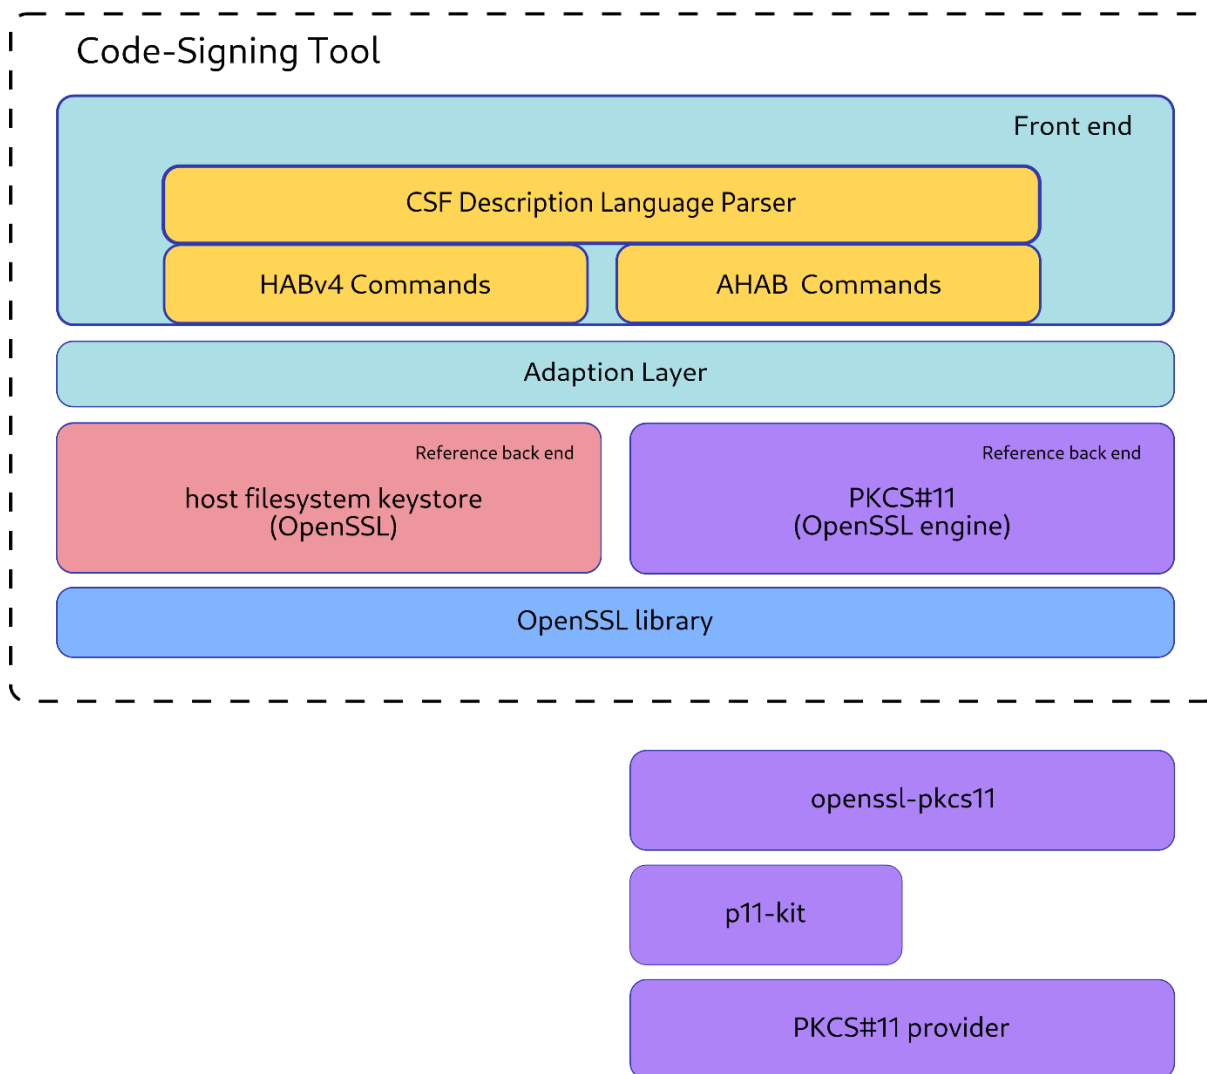 Code-Signing Tool
Front end
CSF Description Language Parser
HABv4 Commands
AHAB  Commands
Adaption Layer
Reference back end
host filesystem keystore
(OpenSSL)
Reference back end
PKCS#11
(OpenSSL engine)
OpenSSL library
openssl-pkcs11
p11-kit
PKCS#11 provider